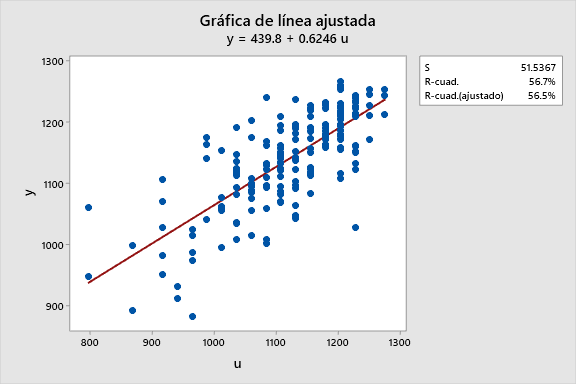 Gráfica de línea ajustada
y = 439.8 + 0.6246 u
S 51.5367
R-cuad. 56.7%
R-cuad.(ajustado) 56.5%
1300
1200
1100
1000
900
y
800 900 1000 1100 1200 1300
u